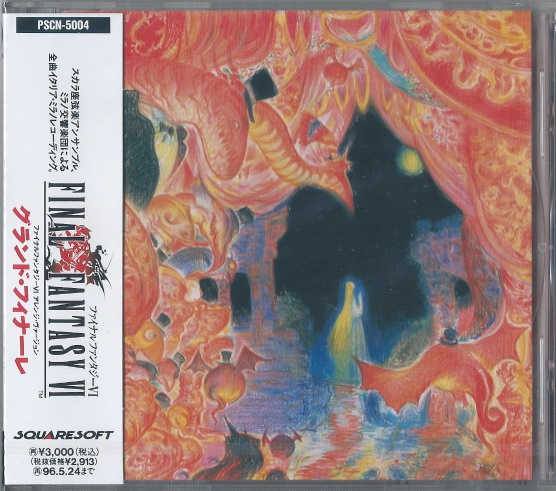 PSCN-5004
スカラ座弦楽アンサンブル、
ミラノ交響楽団による
全曲イタリア・ミラノレコーディング。
FINAL FANTASY VI
TM
ファイナルファンタジーVI
ファイナルファンタジーVI アレンジ・ヴァージョン
グランド・フィナーレ
SQUARESOFT
¥3,000(税込)
(税抜価格¥2,913)
96.5.24まで